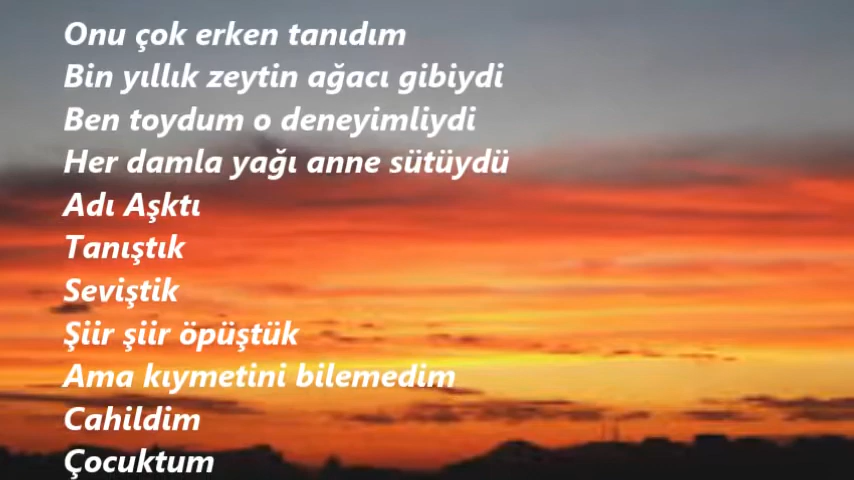 Onu çok erken tanıdım
Bin yıllık zeytin ağacı gibiydi
Ben toydum o deneyimliydi
Her damla yağı anne sütüydü
Adı Aşktı
Tanıştık
Seviştik
Şiir şiir öpüştük
Ama kıymetini bilemedim
Cahildim
Çocuktum